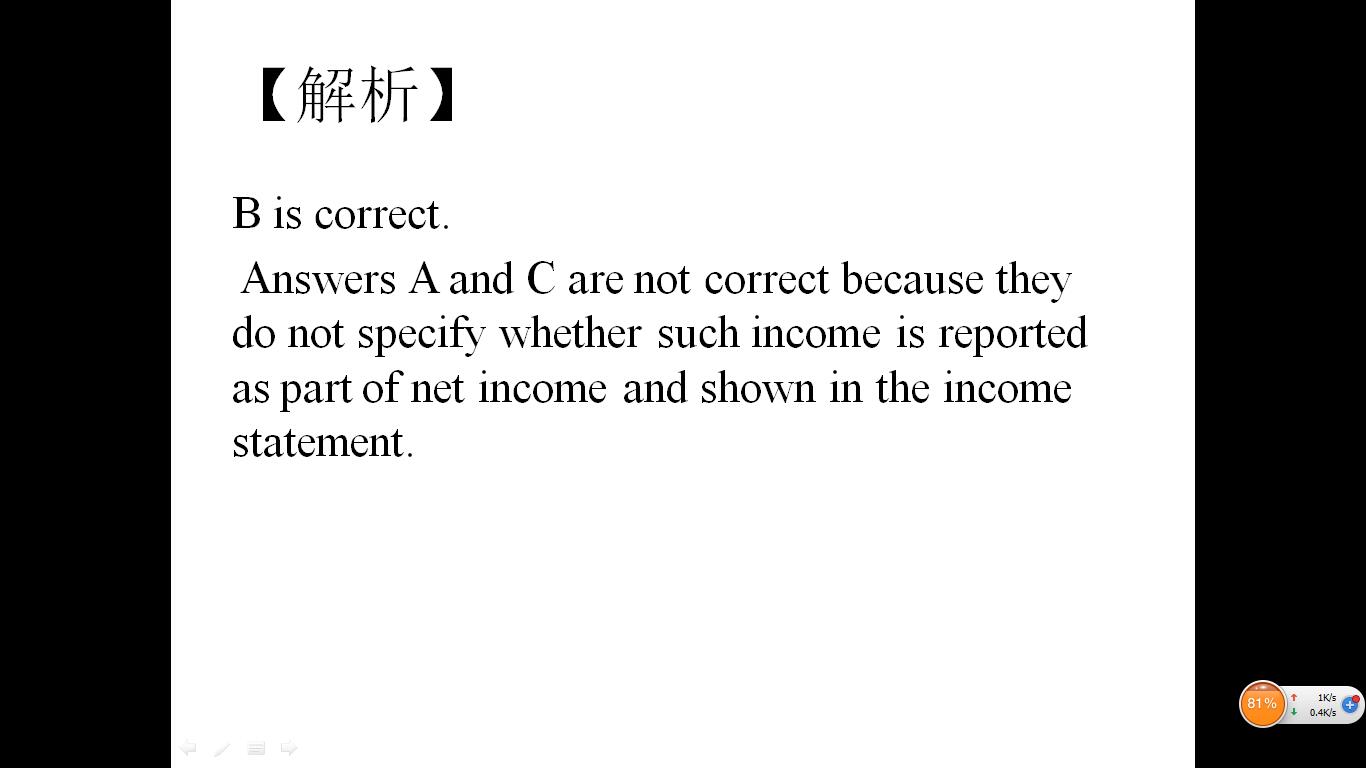 【解析】
B is correct.
Answers A and C are not correct because they
do not specify whether such income is reported
as part of net income and shown in the income
statement.
81%
1K/s
0.4K/s